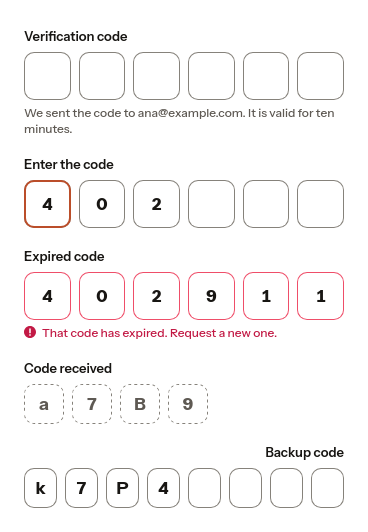 Verification code
We sent the code to ana@example.com. It is valid for ten
minutes.
Enter the code
4 0 2
Expired code
4 0 2 9 1 1
! That code has expired. Request a new one.
Code received
a 7 B 9
Backup code
k 7 P 4